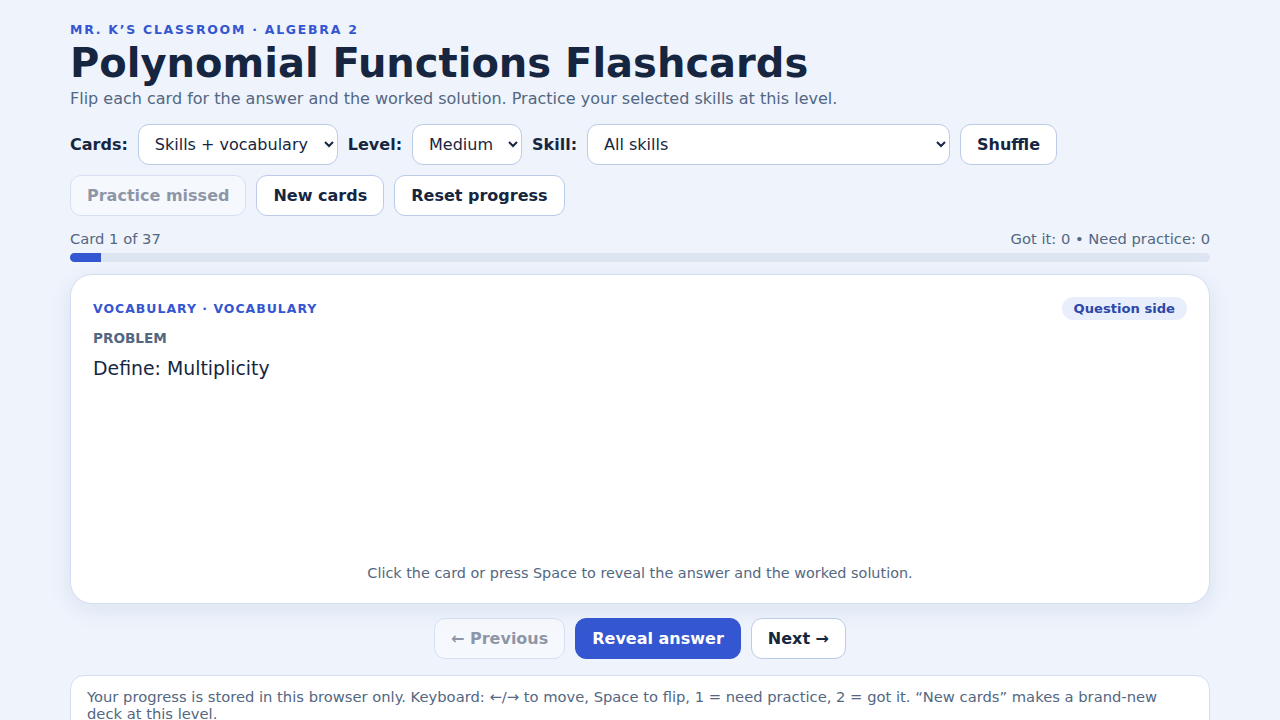 MR. K’S CLASSROOM · ALGEBRA 2
Polynomial Functions Flashcards
Flip each card for the answer and the worked solution. Practice your selected skills at this level.
Cards: Skills + vocabulary Level: Medium Skill: All skills Shuffle
Practice missed New cards Reset progress
Card 1 of 37 Got it: 0 • Need practice: 0
VOCABULARY · VOCABULARY Question side
PROBLEM
Define: Multiplicity
Click the card or press Space to reveal the answer and the worked solution.
← Previous Reveal answer Next →
Your progress is stored in this browser only. Keyboard: ←/→ to move, Space to flip, 1 = need practice, 2 = got it. “New cards” makes a brand-new
deck at this level.